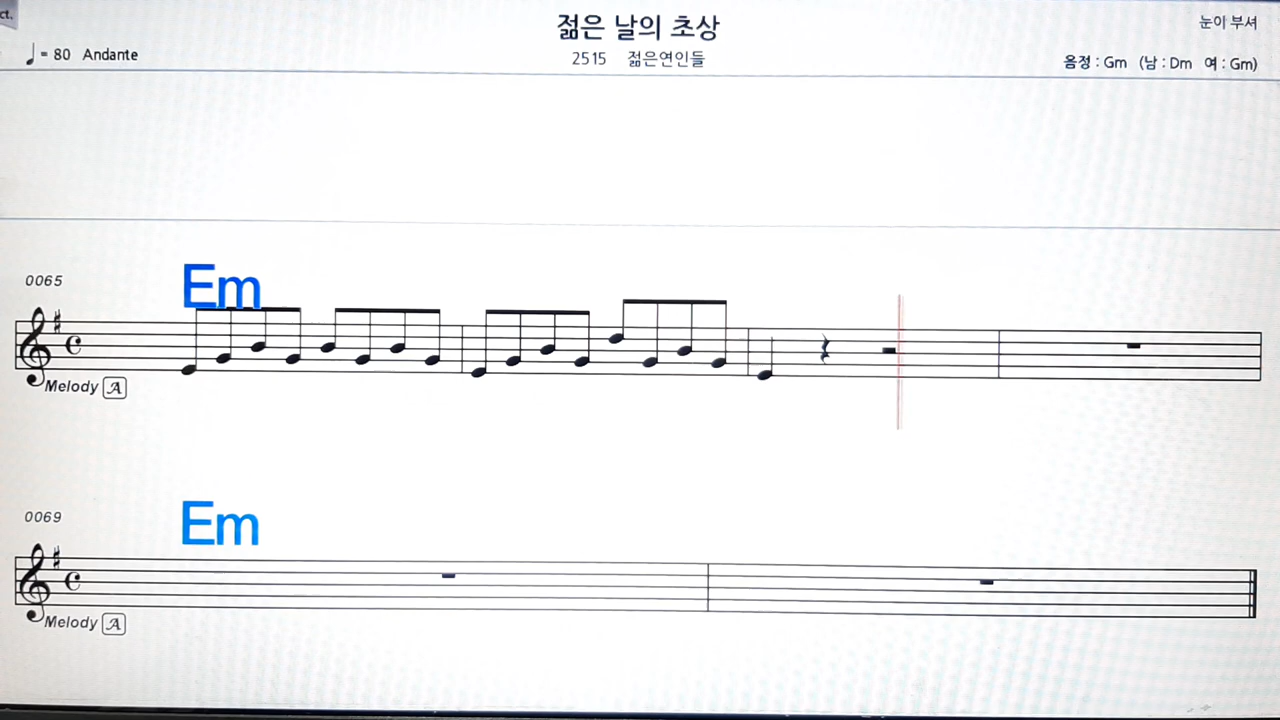 ct.
젊은 날의 초상
눈이 부셔
= 80 Andante
2515 젊은연인들
음정 : Gm (남 : Dm 여 : Gm)
0065
Em
Melody A
0069
Em
Melody A